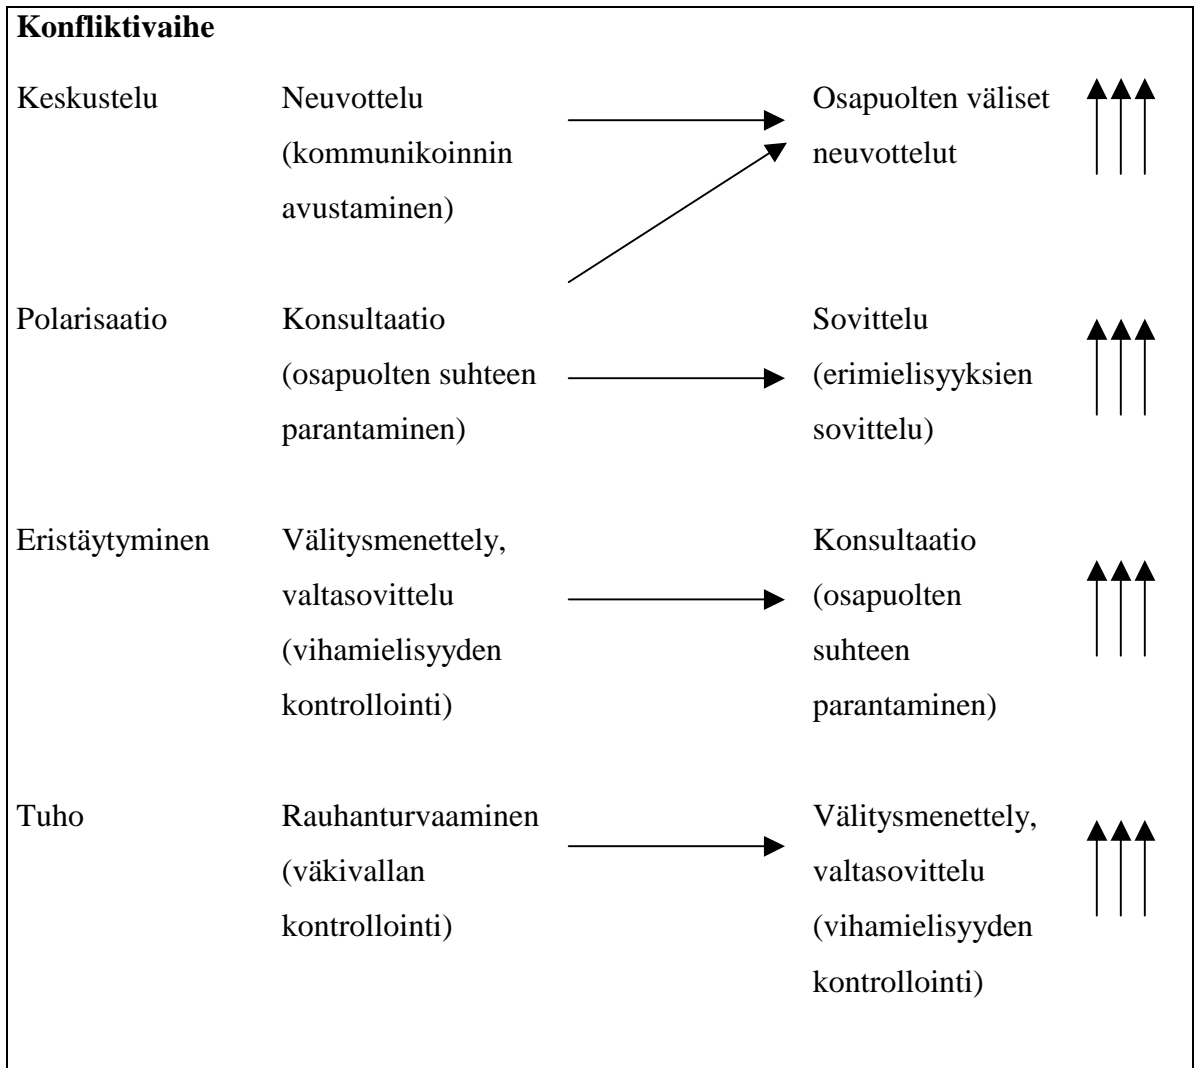 Konfliktivaihe
Keskustelu Neuvottelu Osapuolten väliset
(kommunikoinnin neuvottelut
avustaminen)
Polarisaatio Konsultaatio Sovittelu
(osapuolten suhteen (erimielisyyksien
parantaminen) sovittelu)
Eristäytyminen Välitysmenettely, Konsultaatio
valtasovittelu (osapuolten
(vihamielisyyden suhteen
kontrollointi) parantaminen)
Tuho Rauhanturvaaminen Välitysmenettely,
(väkivallan valtasovittelu
kontrollointi) (vihamielisyyden
kontrollointi)